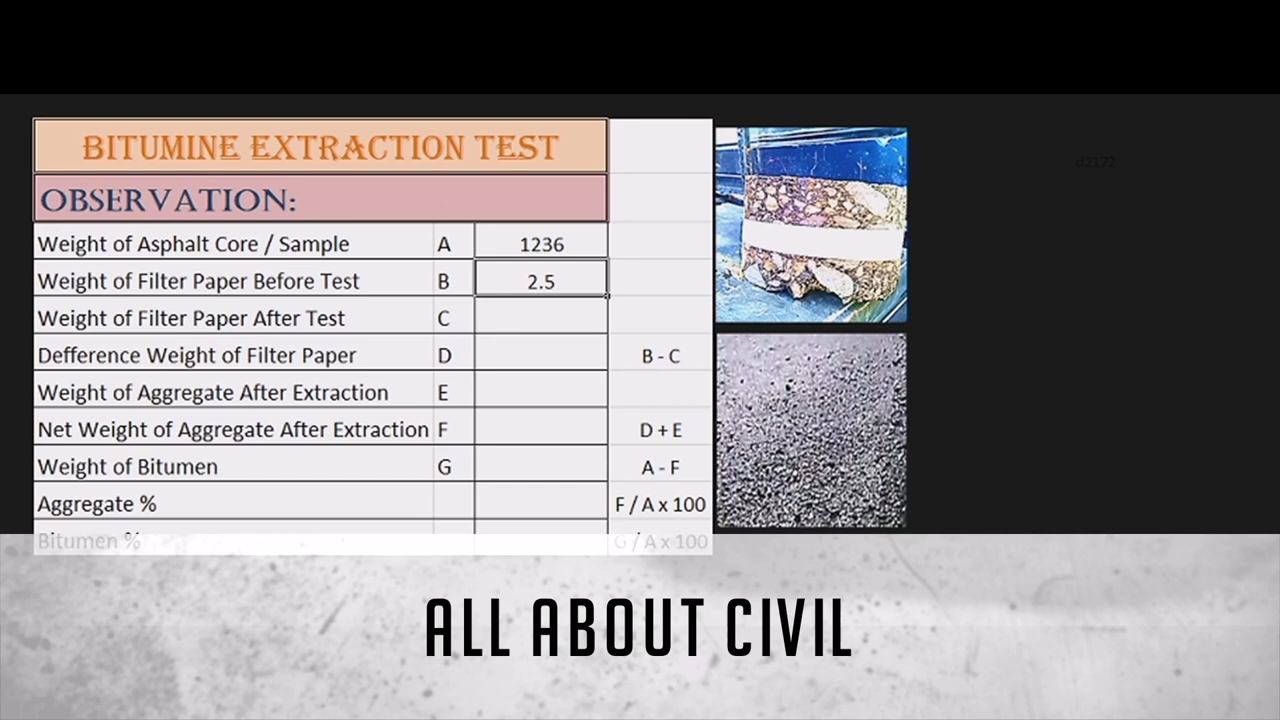 BITUMINE EXTRACTION TEST
OBSERVATION:
Weight of Asphalt Core / Sample A 1236
Weight of Filter Paper Before Test B 2.5
Weight of Filter Paper After Test C
Defference Weight of Filter Paper D B - C
Weight of Aggregate After Extraction E
Net Weight of Aggregate After Extraction F D + E
Weight of Bitumen G A - F
Aggregate % F / A x 100
Bitumen % G / A x 100
d2172
ALL ABOUT CIVIL